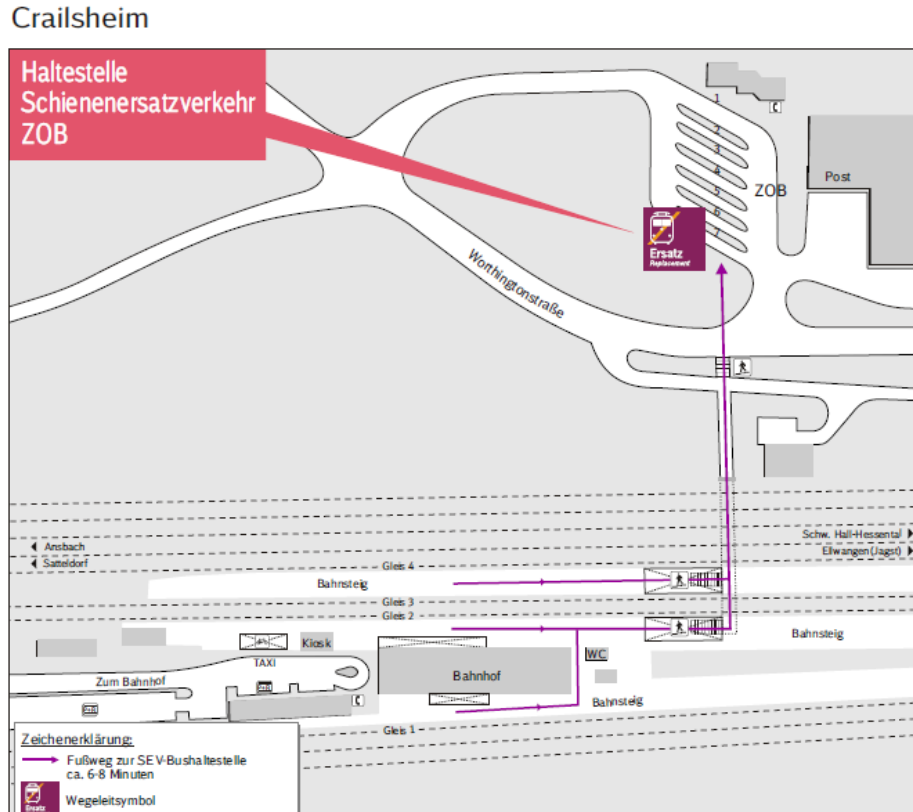 Crailsheim
Haltestelle
Schienenersatzverkehr
ZOB
1
2
3
4
5
6
7
ZOB
Post
Ersatz
Replacement
Worthingtonstraße
Ansbach
Satteldorf
Schw. Hall-Hessental
Ellwangen (Jagst)
Gleis 4
Bahnsteig
Gleis 3
Gleis 2
Bahnsteig
Kiosk
TAXI
WC
Zum Bahnhof
Bahnhof
Bahnsteig
Gleis 1
Zeichenerklärung:
Fußweg zur SEV-Bushaltestelle
ca. 6-8 Minuten
Wegeleitsymbol
Ersatz